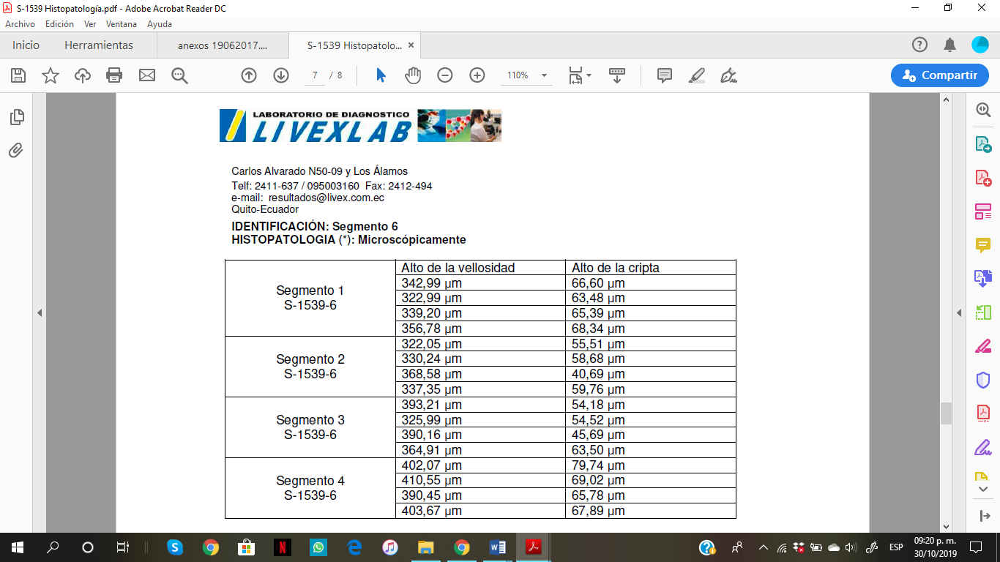 S-1539 Histopatología.pdf - Adobe Acrobat Reader DC
Archivo Edición Ver Ventana Ayuda
Inicio Herramientas anexos 19062017.... S-1539 Histopatolo... ×
7 / 8 110% Compartir
LABORATORIO DE DIAGNOSTICO
LIVEXLAB
Carlos Alvarado N50-09 y Los Álamos
Telf: 2411-637 / 095003160 Fax: 2412-494
e-mail: resultados@livex.com.ec
Quito-Ecuador
IDENTIFICACIÓN: Segmento 6
HISTOPATOLOGIA (*): Microscópicamente
Alto de la vellosidad Alto de la cripta
Segmento 1
S-1539-6
342,99 µm 66,60 µm
322,99 µm 63,48 µm
339,20 µm 65,39 µm
356,78 µm 68,34 µm
Segmento 2
S-1539-6
322,05 µm 55,51 µm
330,24 µm 58,68 µm
368,58 µm 40,69 µm
337,35 µm 59,76 µm
Segmento 3
S-1539-6
393,21 µm 54,18 µm
325,99 µm 54,52 µm
390,16 µm 45,69 µm
364,91 µm 63,50 µm
Segmento 4
S-1539-6
402,07 µm 79,74 µm
410,55 µm 69,02 µm
390,45 µm 65,78 µm
403,67 µm 67,89 µm
ESP
09:20 p. m.
30/10/2019